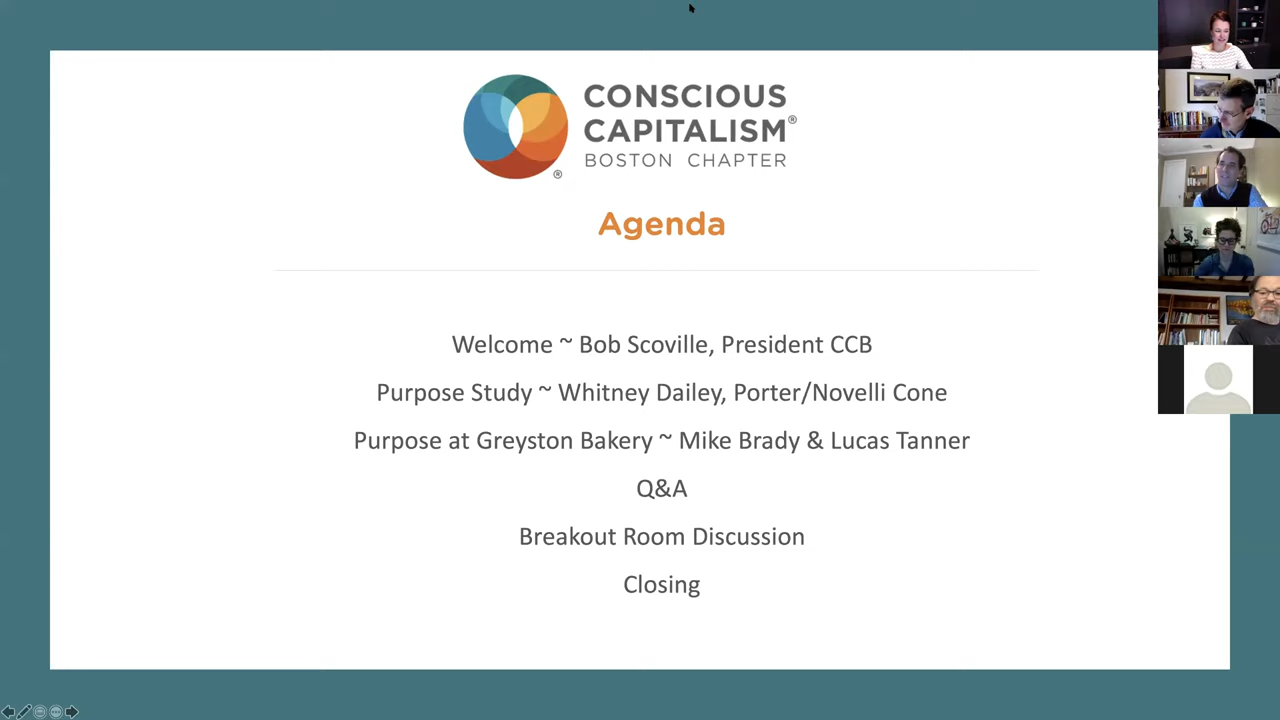 CONSCIOUS
CAPITALISM®
BOSTON CHAPTER
®
Agenda
Welcome ~ Bob Scoville, President CCB
Purpose Study ~ Whitney Dailey, Porter/Novelli Cone
Purpose at Greyston Bakery ~ Mike Brady & Lucas Tanner
Q&A
Breakout Room Discussion
Closing